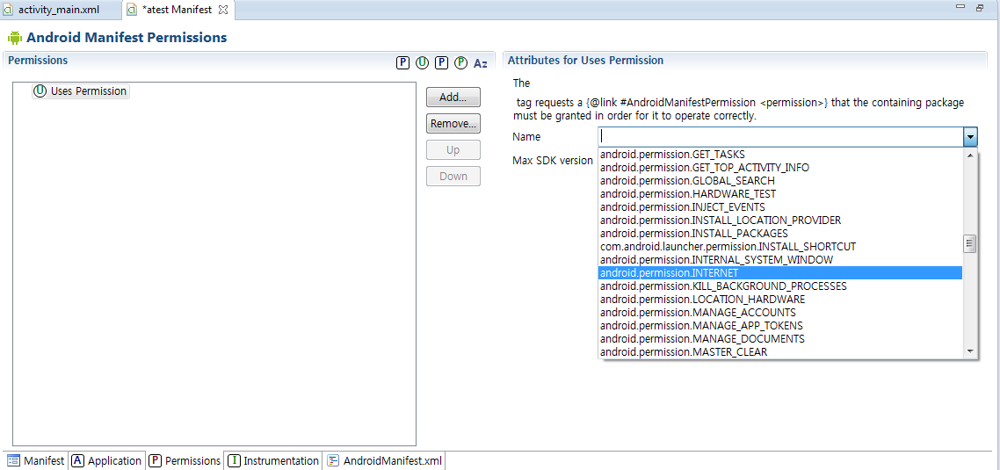 activity_main.xml
*atest Manifest
Android Manifest Permissions
Permissions
P U P P Az
U Uses Permission
Add...
Remove...
Up
Down
Attributes for Uses Permission
The
tag requests a {@link #AndroidManifestPermission <permission>} that the containing package
must be granted in order for it to operate correctly.
Name
Max SDK version
android.permission.GET_TASKS
android.permission.GET_TOP_ACTIVITY_INFO
android.permission.GLOBAL_SEARCH
android.permission.HARDWARE_TEST
android.permission.INJECT_EVENTS
android.permission.INSTALL_LOCATION_PROVIDER
android.permission.INSTALL_PACKAGES
com.android.launcher.permission.INSTALL_SHORTCUT
android.permission.INTERNAL_SYSTEM_WINDOW
android.permission.INTERNET
android.permission.KILL_BACKGROUND_PROCESSES
android.permission.LOCATION_HARDWARE
android.permission.MANAGE_ACCOUNTS
android.permission.MANAGE_APP_TOKENS
android.permission.MANAGE_DOCUMENTS
android.permission.MASTER_CLEAR
Manifest A Application P Permissions I Instrumentation AndroidManifest.xml